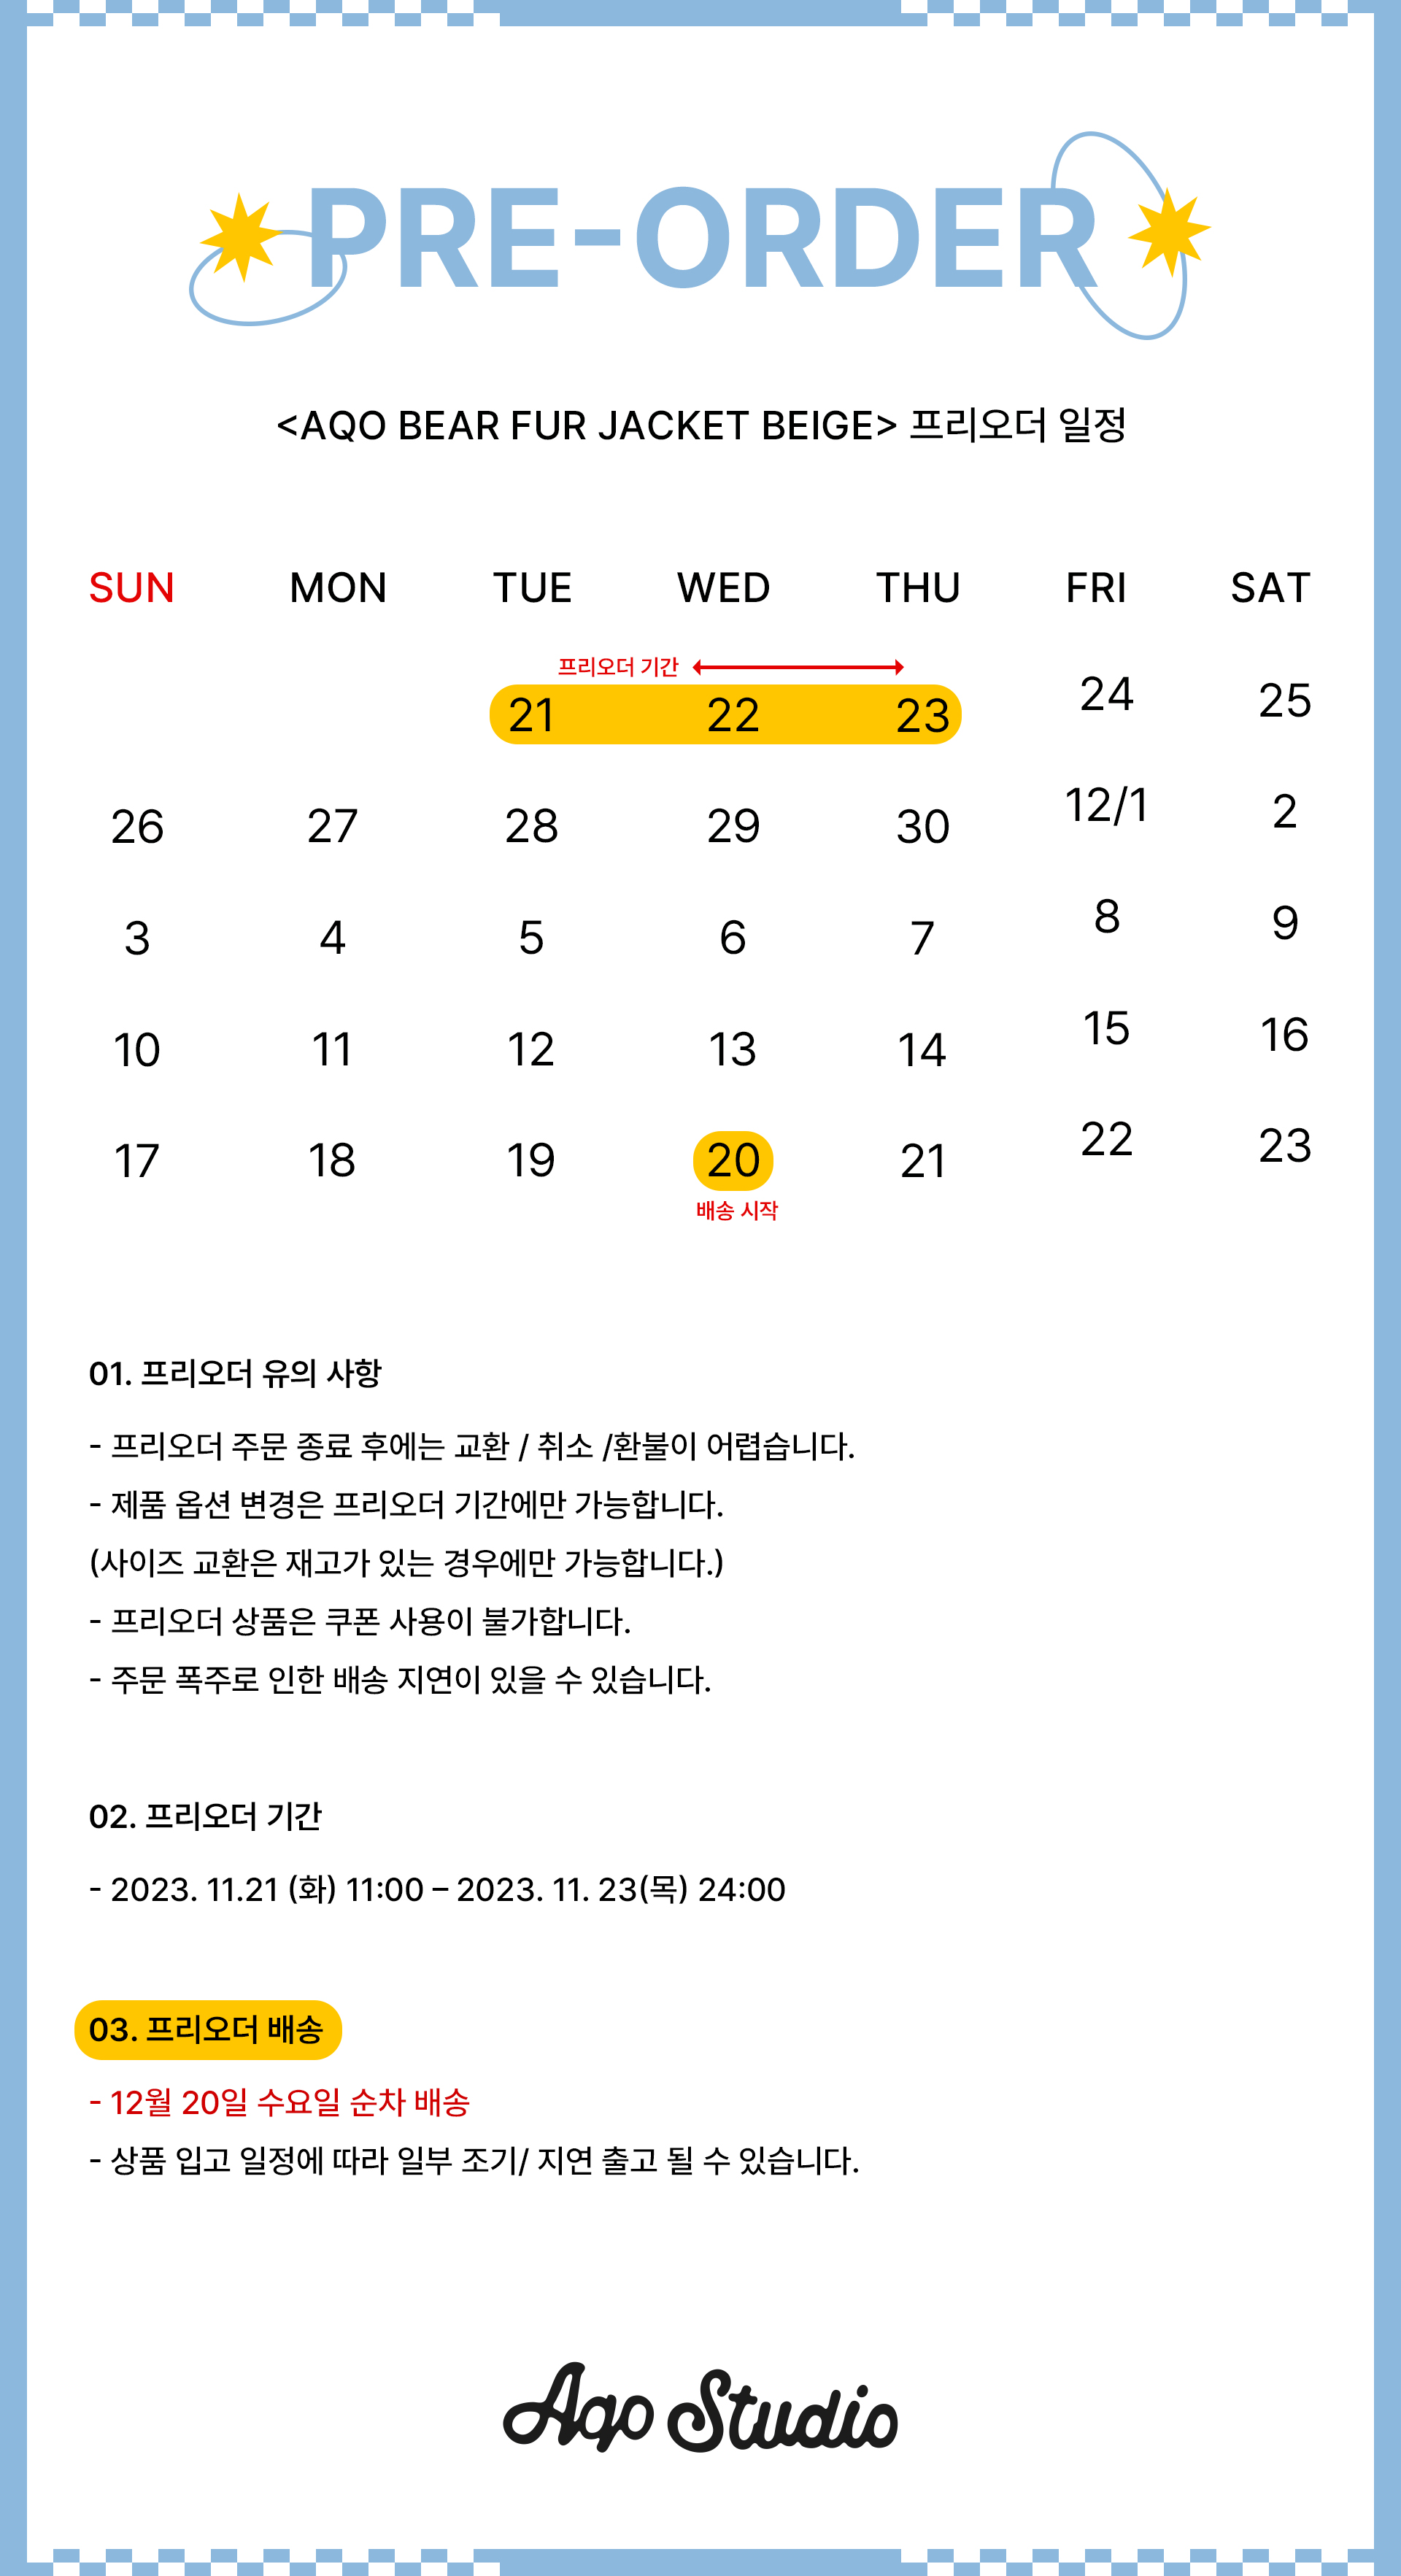 PRE-ORDER
<AQO BEAR FUR JACKET BEIGE> 프리오더 일정
SUN MON TUE WED THU FRI SAT
프리오더 기간
21 22 23 24 25
26 27 28 29 30 12/1 2
3 4 5 6 7 8 9
10 11 12 13 14 15 16
17 18 19 20 21 22 23
배송 시작
01. 프리오더 유의 사항
- 프리오더 주문 종료 후에는 교환 / 취소 /환불이 어렵습니다.
- 제품 옵션 변경은 프리오더 기간에만 가능합니다.
(사이즈 교환은 재고가 있는 경우에만 가능합니다.)
- 프리오더 상품은 쿠폰 사용이 불가합니다.
- 주문 폭주로 인한 배송 지연이 있을 수 있습니다.
02. 프리오더 기간
- 2023. 11.21 (화) 11:00 – 2023. 11. 23(목) 24:00
03. 프리오더 배송
- 12월 20일 수요일 순차 배송
- 상품 입고 일정에 따라 일부 조기/ 지연 출고 될 수 있습니다.
Aqo Studio